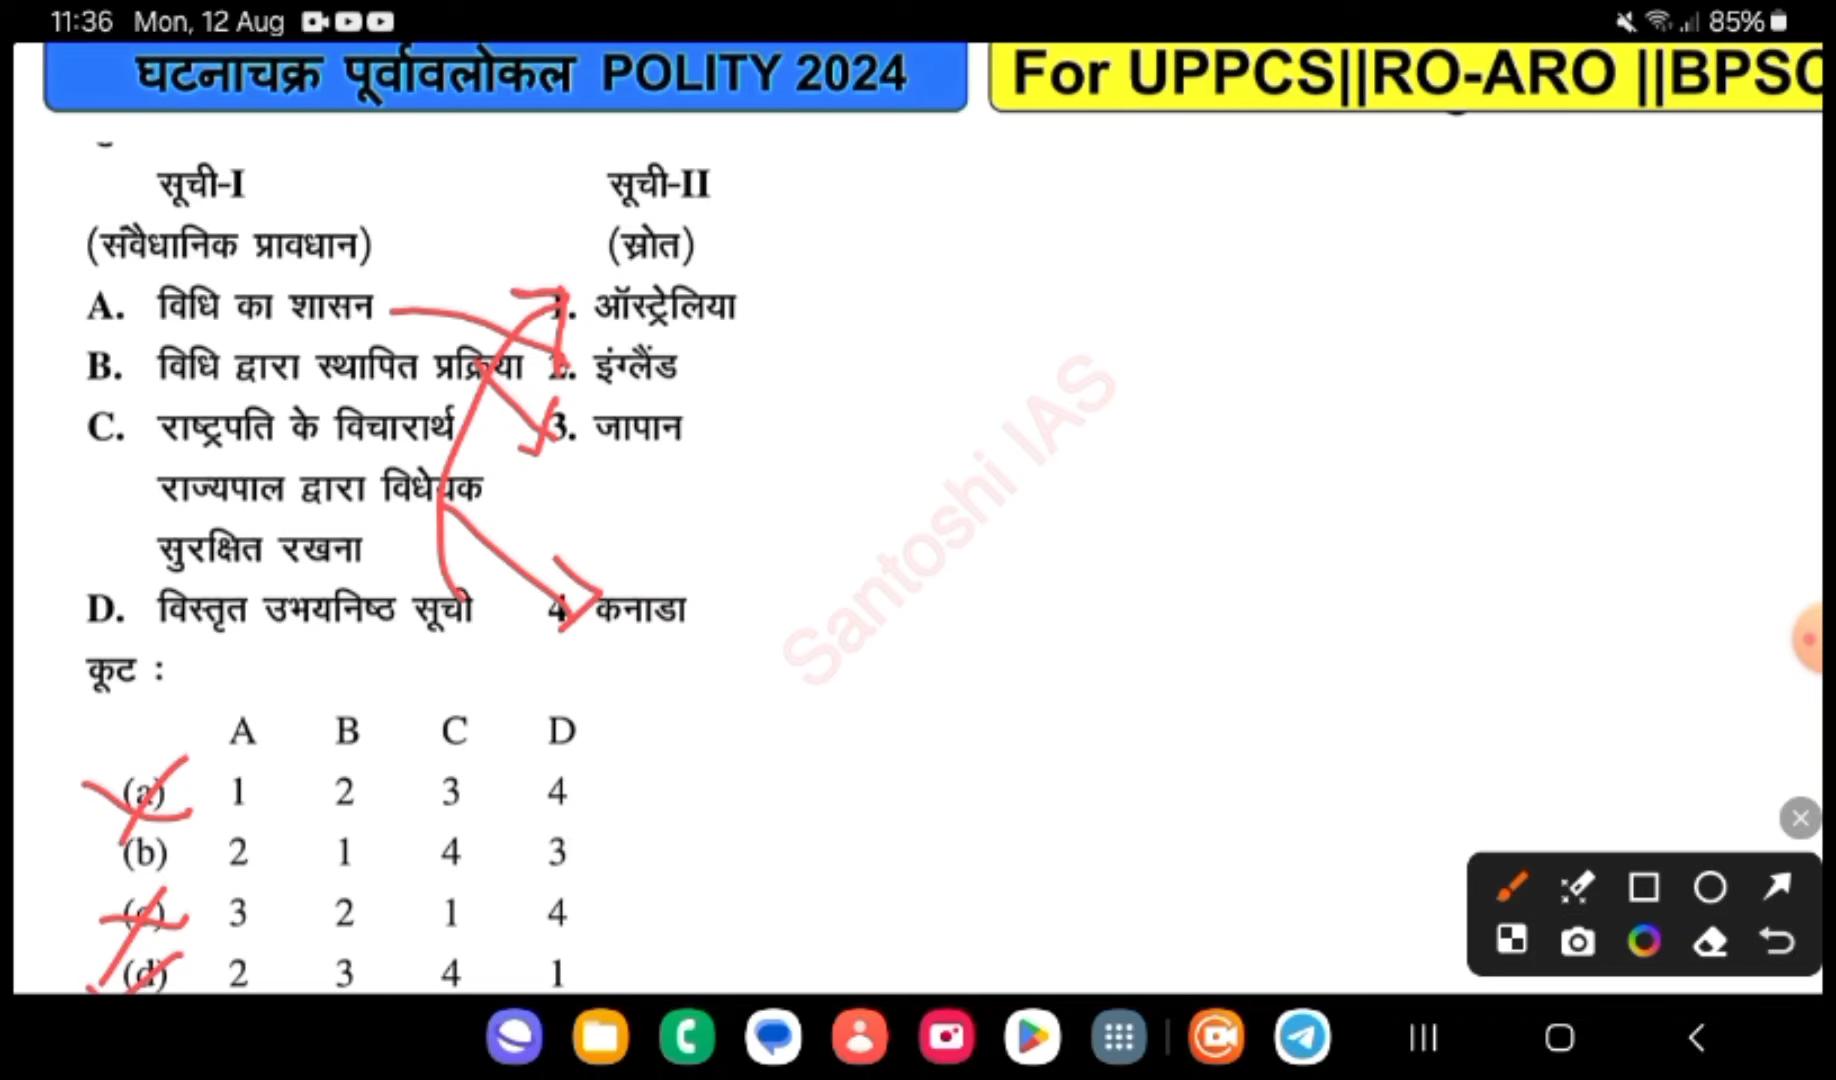 11:36 Mon, 12 Aug 85%
घटनाचक्र पूर्वावलोकल POLITY 2024 For UPPCS||RO-ARO ||BPSC
सूची-I सूची-II
(संवैधानिक प्रावधान) (स्रोत)
A. विधि का शासन 1. ऑस्ट्रेलिया
B. विधि द्वारा स्थापित प्रक्रिया 2. इंग्लैंड
C. राष्ट्रपति के विचारार्थ 3. जापान
राज्यपाल द्वारा विधेयक
सुरक्षित रखना
D. विस्तृत उभयनिष्ठ सूची 4. कनाडा
कूट :
A B C D
(a) 1 2 3 4
(b) 2 1 4 3
(c) 3 2 1 4
(d) 2 3 4 1
Santoshi IAS